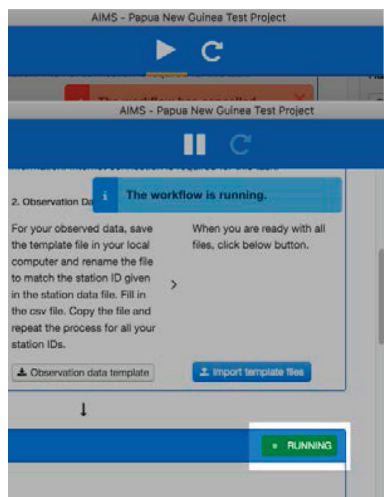 AIMS - Papua New Guinea Test Project
AIMS - Papua New Guinea Test Project
The workflow is running.
2. Observation Da
For your observed data, save
the template file in your local
computer and rename the file
to match the station ID given
in the station data file. Fill in
the csv file. Copy the file and
repeat the process for all your
station IDs.
Observation data template
When you are ready with all
files, click below button.
Import template files
RUNNING